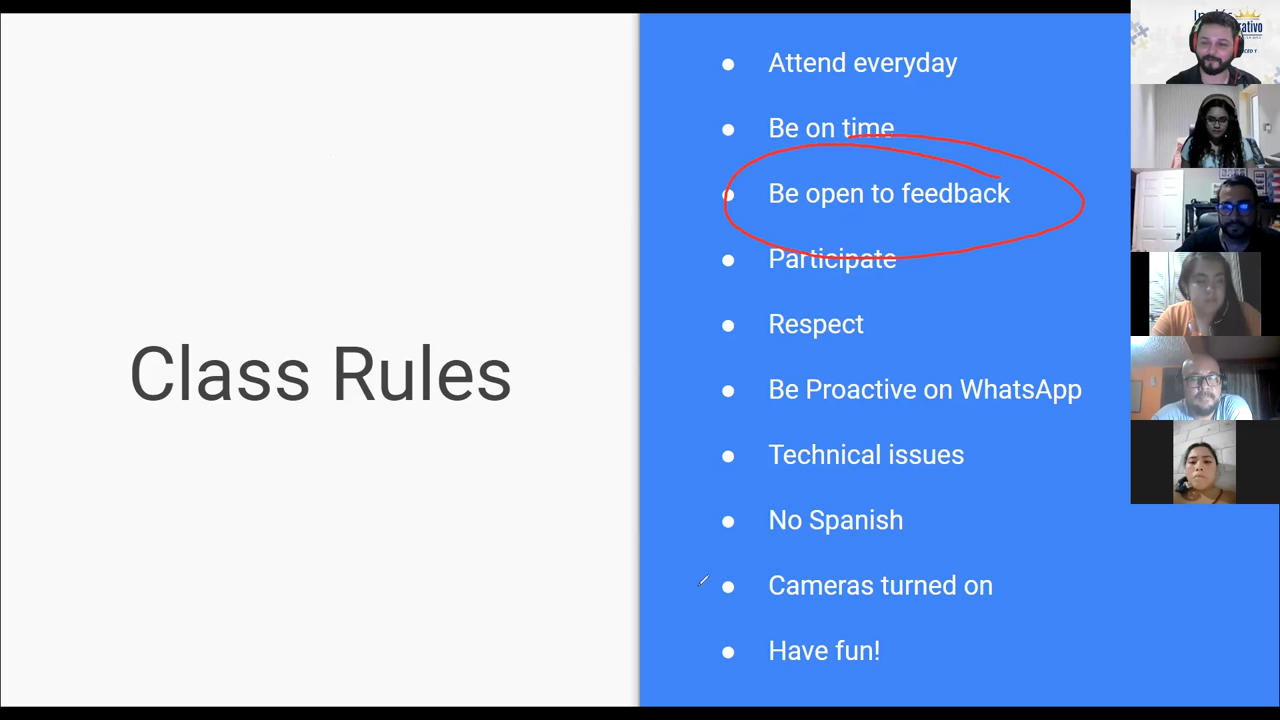 Class Rules
Attend everyday
Be on time
Be open to feedback
Participate
Respect
Be Proactive on WhatsApp
Technical issues
No Spanish
Cameras turned on
Have fun!